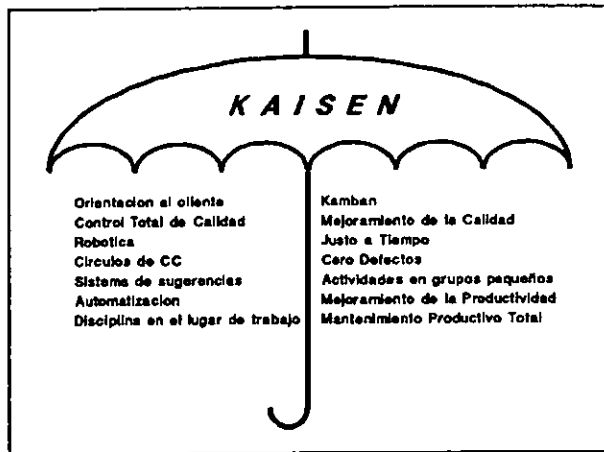 KAISEN
Orientacion al cliente
Control Total de Calidad
Robotica
Circulos de CC
Sistema de sugerencias
Automatizacion
Disciplina en el lugar de trabajo
Kamban
Mejoramiento de la Calidad
Justo a Tiempo
Cero Defectos
Actividades en grupos pequeños
Mejoramiento de la Productividad
Mantenimiento Productivo Total